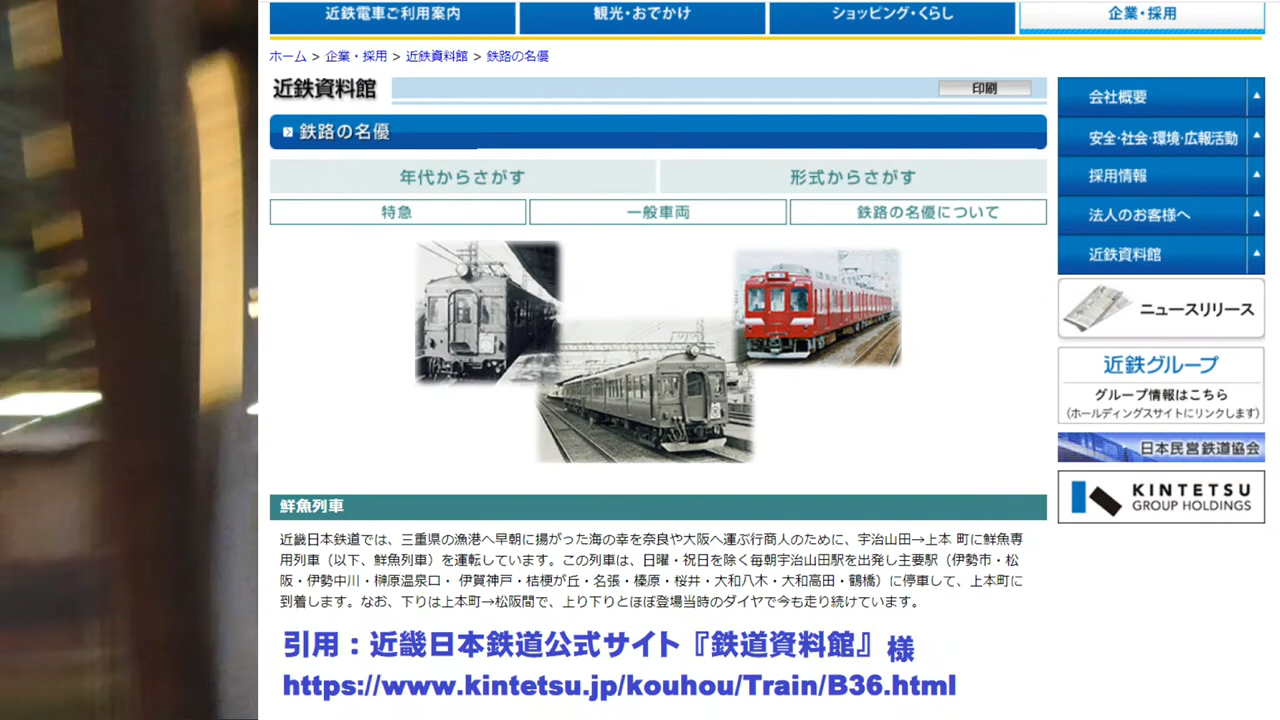 近鉄電車ご利用案内
観光・おでかけ
ショッピング・くらし
企業・採用
ホーム > 企業・採用 > 近鉄資料館 > 鉄路の名優
近鉄資料館
印刷
鉄路の名優
年代からさがす
形式からさがす
特急
一般車両
鉄路の名優について
会社概要
安全・社会・環境・広報活動
採用情報
法人のお客様へ
近鉄資料館
ニュースリリース
近鉄グループ
グループ情報はこちら
(ホールディングスサイトにリンクします)
日本民営鉄道協会
KINTETSU
GROUP HOLDINGS
鮮魚列車
近畿日本鉄道では、三重県の漁港へ早朝に揚がった海の幸を奈良や大阪へ運ぶ行商人のために、宇治山田→上本 町に鮮魚専
用列車（以下、鮮魚列車）を運転しています。この列車は、日曜・祝日を除く毎朝宇治山田駅を出発し主要駅（伊勢市・松
阪・伊勢中川・榊原温泉口・ 伊賀神戸・桔梗が丘・名張・榛原・桜井・大和八木・大和高田・鶴橋）に停車して、上本町に
到着します。なお、下りは上本町→松阪間で、上り下りとほぼ登場当時のダイヤで今も走り続けています。
引用：近畿日本鉄道公式サイト『鉄道資料館』様
https://www.kintetsu.jp/kouhou/Train/B36.html